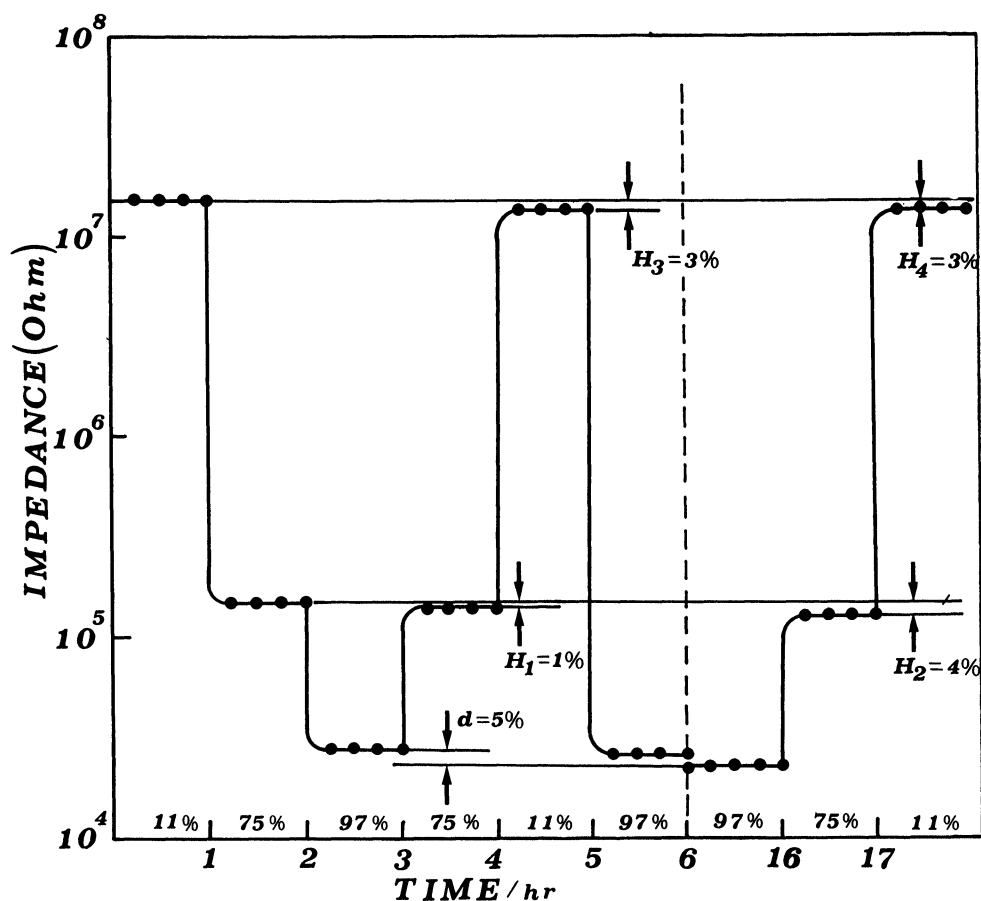 10⁸
10⁷
10⁶
10⁵
10⁴
IMPEDANCE(Ohm)
H₃=3%
H₄=3%
H₁=1%
H₂=4%
d=5%
11% 75% 97% 75% 11% 97% 97% 75% 11%
1 2 3 4 5 6 16 17
TIME/hr